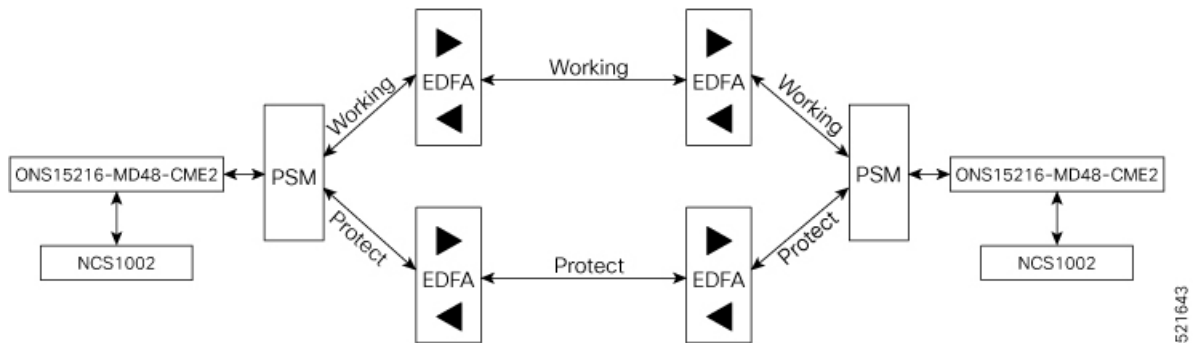 EDFA
Working
EDFA
Working
Working
ONS15216-MD48-CME2
PSM
PSM
ONS15216-MD48-CME2
NCS1002
Protect
EDFA
Protect
EDFA
Protect
NCS1002
521643